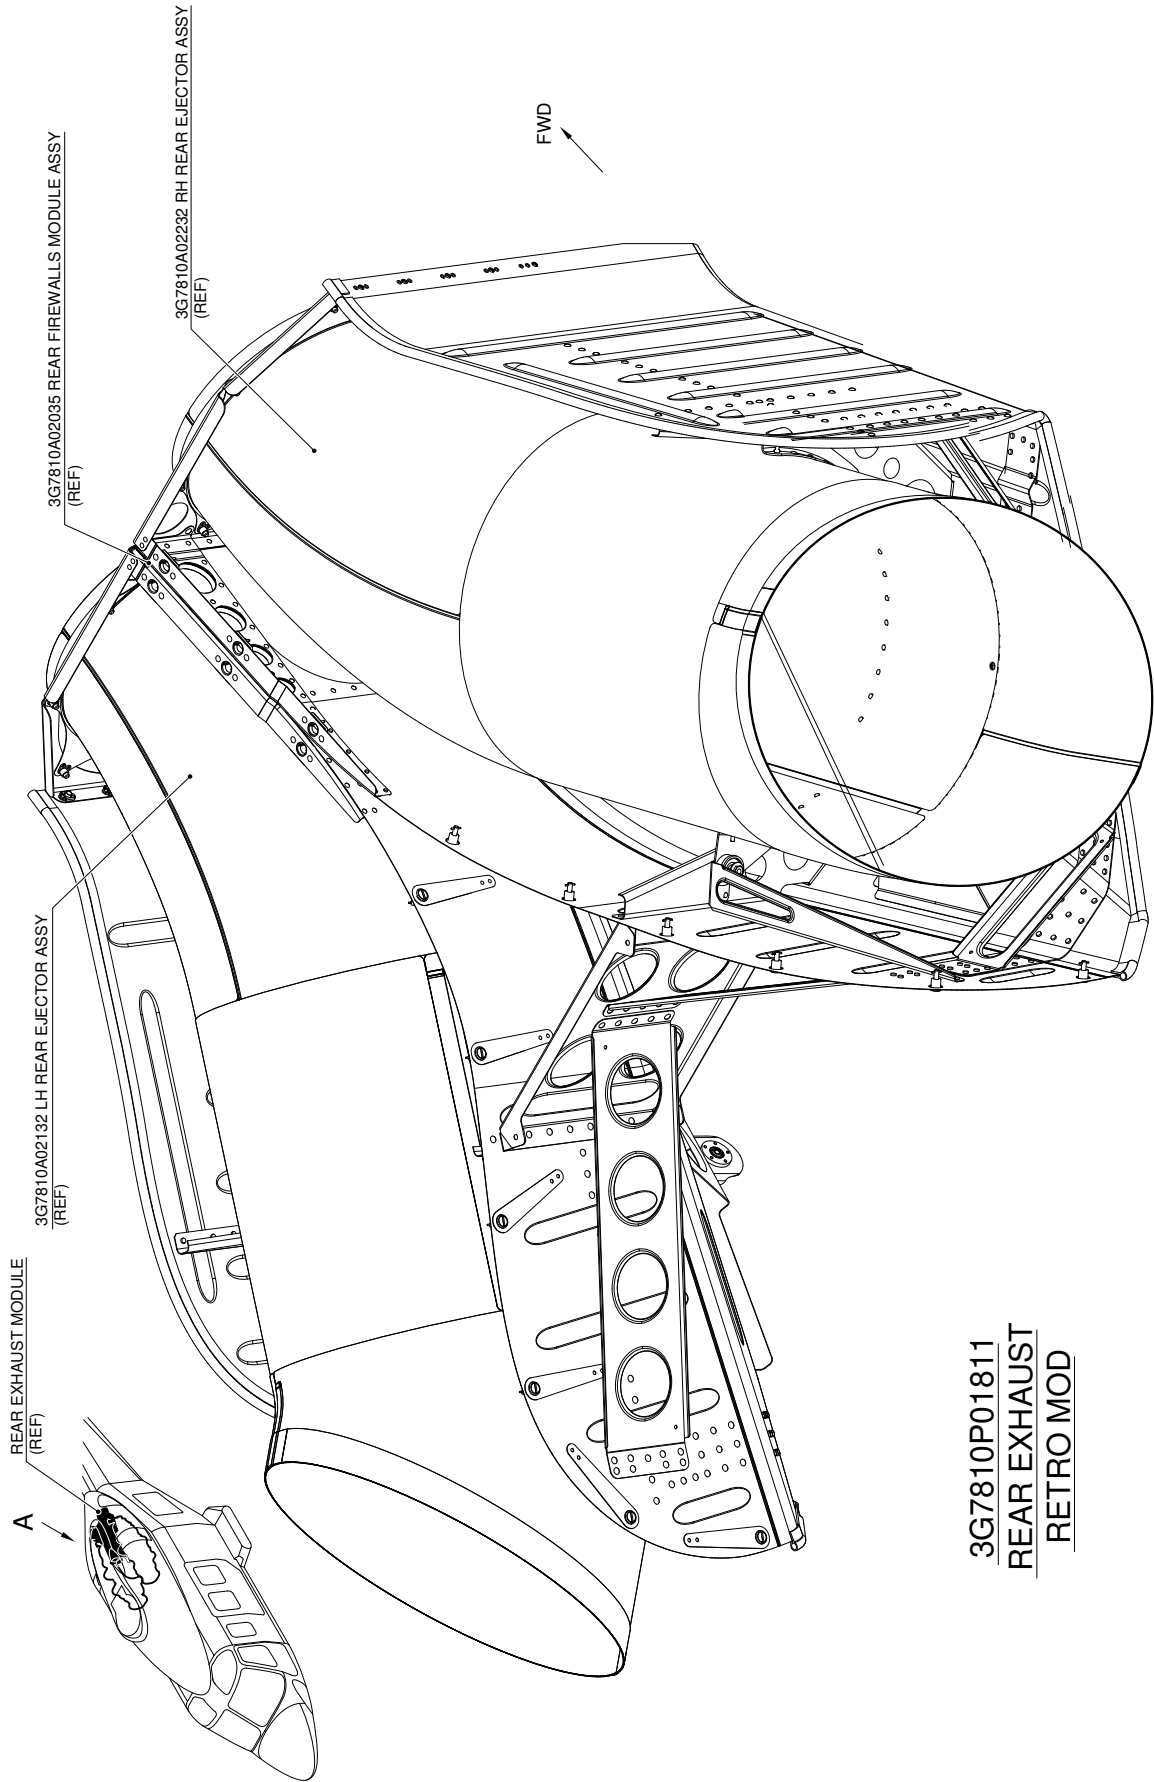 REAR EXHAUST MODULE
(REF)
A
3G7810A02132 LH REAR EJECTOR ASSY
(REF)
3G7810A02035 REAR FIREWALLS MODULE ASSY
(REF)
3G7810A02232 RH REAR EJECTOR ASSY
(REF)
FWD
3G7810P01811
REAR EXHAUST
RETRO MOD